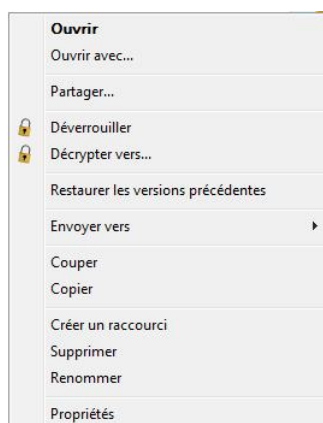 Ouvrir
Ouvrir avec...
Partager...
Déverrouiller
Décrypter vers...
Restaurer les versions précédentes
Envoyer vers
Couper
Copier
Créer un raccourci
Supprimer
Renommer
Propriétés